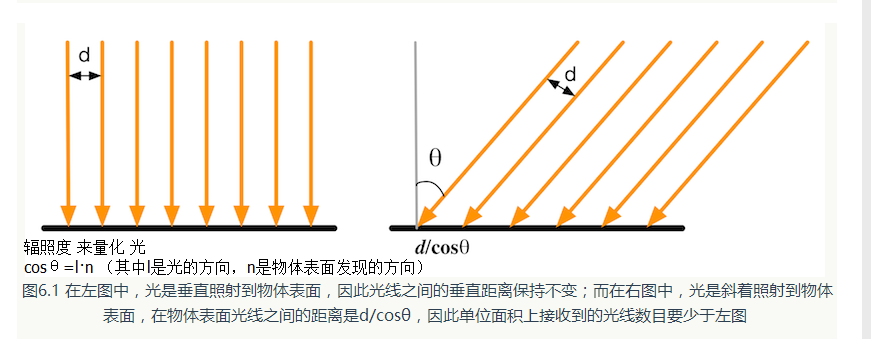 d
d
θ
d/cosθ
辐照度 来量化 光
cosθ=l·n （其中l是光的方向，n是物体表面发现的方向）
图6.1 在左图中，光是垂直照射到物体表面，因此光线之间的垂直距离保持不变；而在右图中，光是斜着照射到物体
表面，在物体表面光线之间的距离是d/cosθ，因此单位面积上接收到的光线数目要少于左图